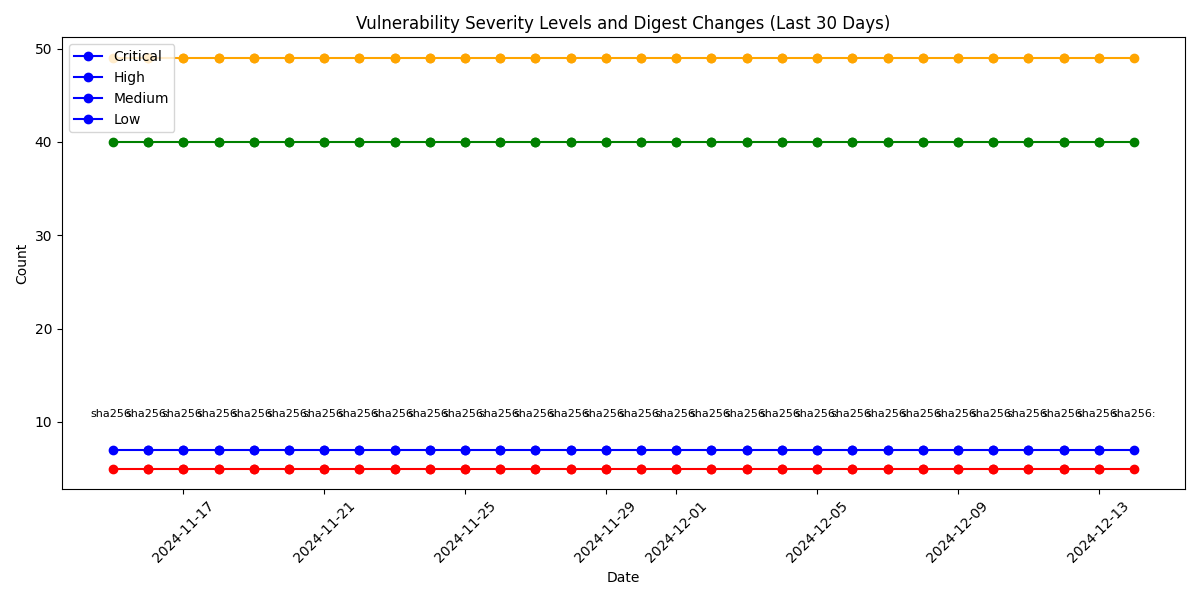 Vulnerability Severity Levels and Digest Changes (Last 30 Days)
Critical
High
Medium
Low
50
40
30
20
10
Count
sha256: sha256: sha256: sha256: sha256: sha256: sha256: sha256: sha256: sha256: sha256: sha256: sha256: sha256: sha256: sha256: sha256: sha256: sha256: sha256: sha256: sha256: sha256: sha256: sha256: sha256: sha256: sha256: sha256: sha256:
2024-11-17 2024-11-21 2024-11-25 2024-11-29 2024-12-01 2024-12-05 2024-12-09 2024-12-13
Date